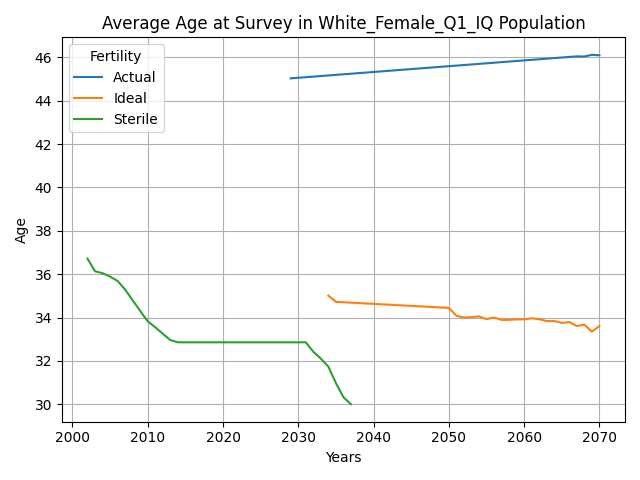 Average Age at Survey in White_Female_Q1_IQ Population
Fertility
Actual
Ideal
Sterile
Age
46
44
42
40
38
36
34
32
30
2000 2010 2020 2030 2040 2050 2060 2070
Years